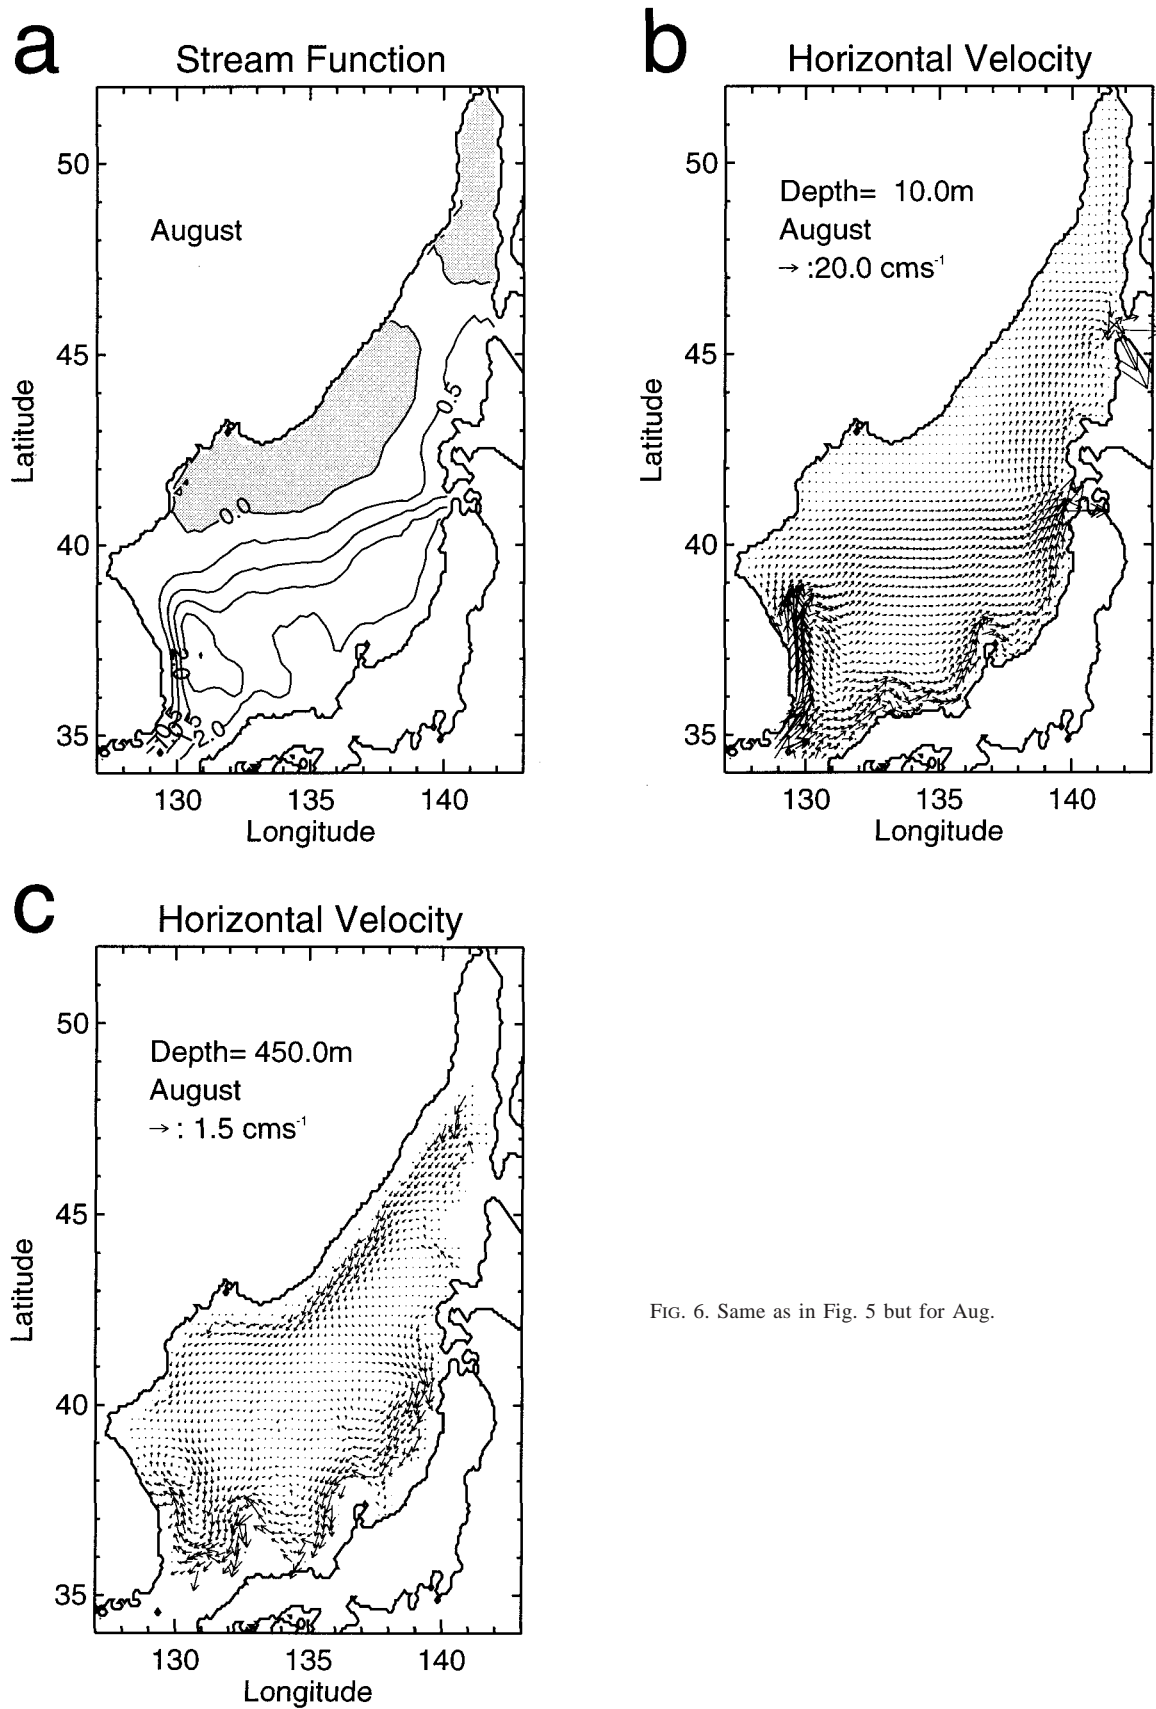 a
Stream Function
50
August
45
0.5
0.0
40
2.0
35
130 135 140
Longitude
Latitude
b
Horizontal Velocity
50
Depth= 10.0m
August
→ :20.0 cms⁻¹
45
40
35
130 135 140
Longitude
Latitude
c
Horizontal Velocity
50
Depth= 450.0m
August
→ : 1.5 cms⁻¹
45
40
35
130 135 140
Longitude
Latitude
FIG. 6. Same as in Fig. 5 but for Aug.